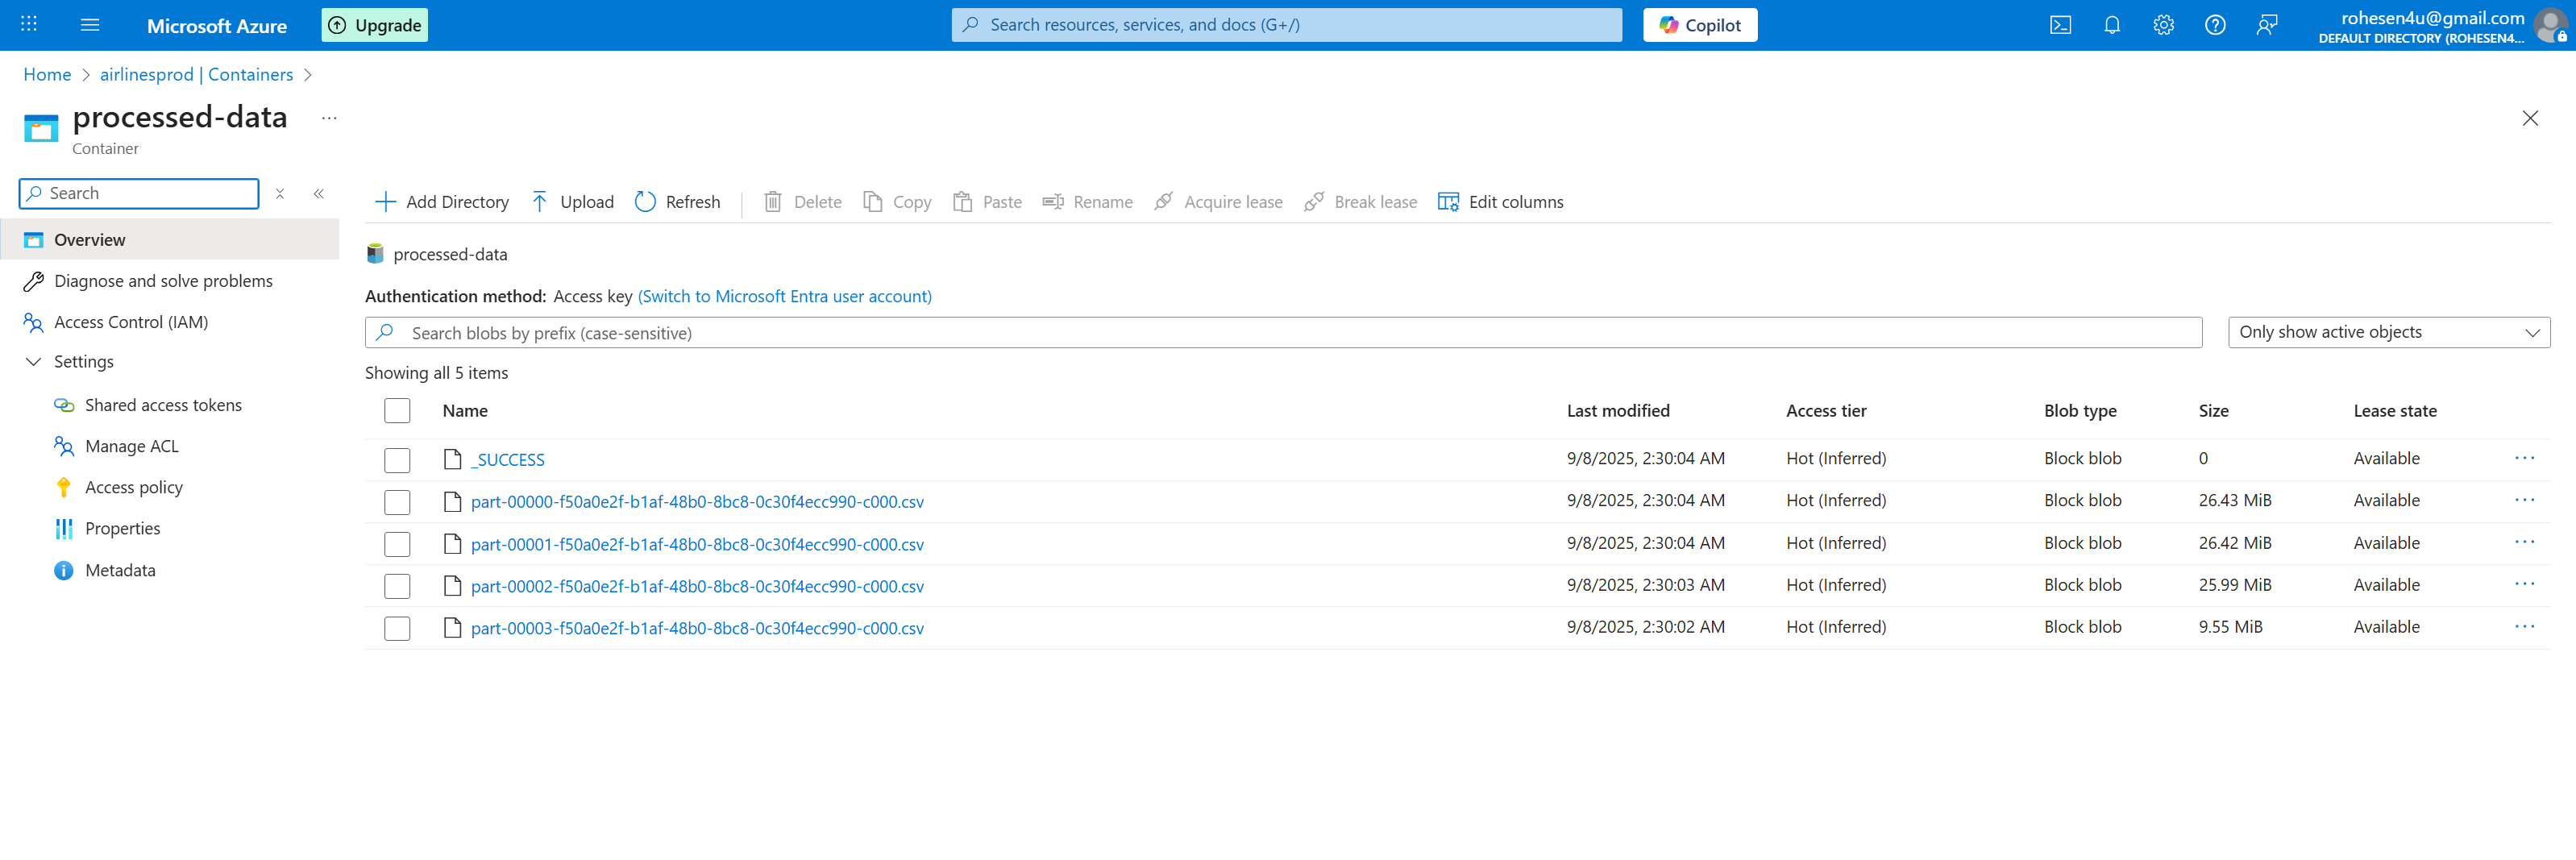 Microsoft Azure
Upgrade
Search resources, services, and docs (G+/)
Copilot
rohesen4u@gmail.com
DEFAULT DIRECTORY (ROHESEN4...
Home > airlinesprod | Containers >
processed-data ...
Container
Search
Overview
Diagnose and solve problems
Access Control (IAM)
Settings
Shared access tokens
Manage ACL
Access policy
Properties
Metadata
Add Directory Upload Refresh Delete Copy Paste Rename Acquire lease Break lease Edit columns
processed-data
Authentication method: Access key (Switch to Microsoft Entra user account)
Search blobs by prefix (case-sensitive)
Only show active objects
Showing all 5 items
Name Last modified Access tier Blob type Size Lease state
_SUCCESS 9/8/2025, 2:30:04 AM Hot (Inferred) Block blob 0 Available ...
part-00000-f50a0e2f-b1af-48b0-8bc8-0c30f4ecc990-c000.csv 9/8/2025, 2:30:04 AM Hot (Inferred) Block blob 26.43 MiB Available ...
part-00001-f50a0e2f-b1af-48b0-8bc8-0c30f4ecc990-c000.csv 9/8/2025, 2:30:04 AM Hot (Inferred) Block blob 26.42 MiB Available ...
part-00002-f50a0e2f-b1af-48b0-8bc8-0c30f4ecc990-c000.csv 9/8/2025, 2:30:03 AM Hot (Inferred) Block blob 25.99 MiB Available ...
part-00003-f50a0e2f-b1af-48b0-8bc8-0c30f4ecc990-c000.csv 9/8/2025, 2:30:02 AM Hot (Inferred) Block blob 9.55 MiB Available ...